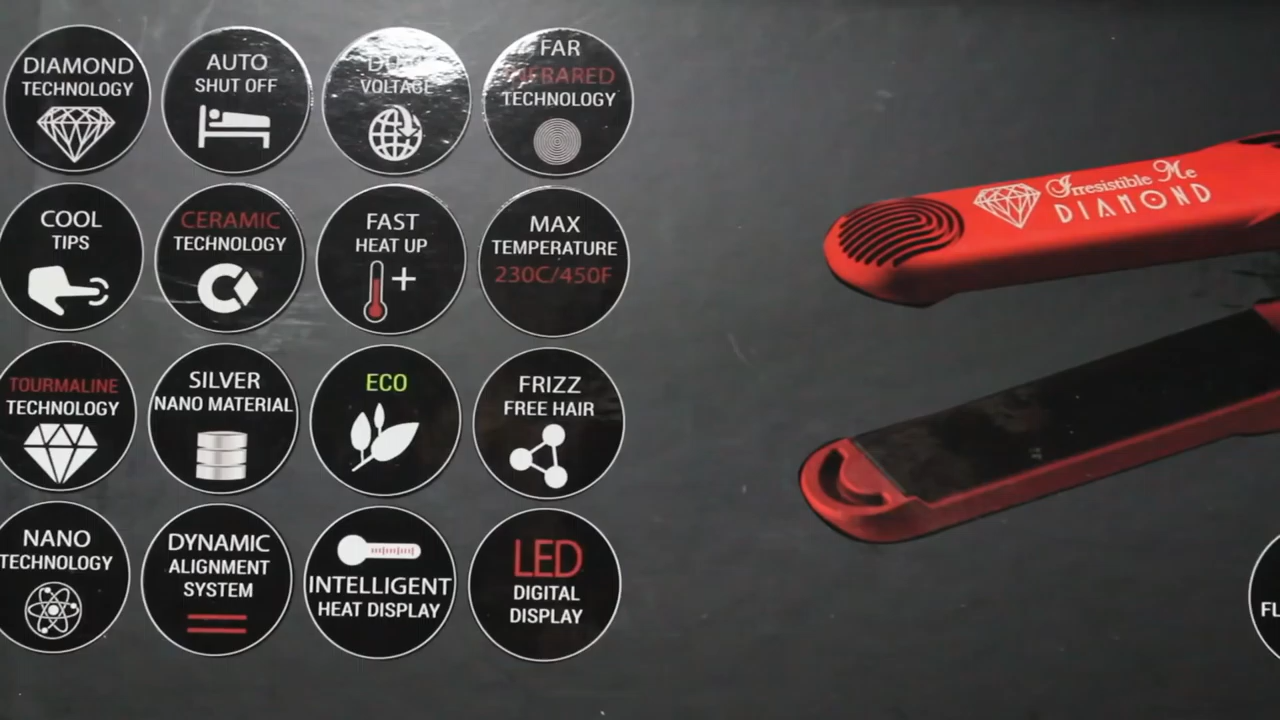 DIAMOND
TECHNOLOGY
AUTO
SHUT OFF
DUAL
VOLTAGE
FAR
INFRARED
TECHNOLOGY
COOL
TIPS
CERAMIC
TECHNOLOGY
FAST
HEAT UP
MAX
TEMPERATURE
230C/450F
TOURMALINE
TECHNOLOGY
SILVER
NANO MATERIAL
ECO
FRIZZ
FREE HAIR
NANO
TECHNOLOGY
DYNAMIC
ALIGNMENT
SYSTEM
INTELLIGENT
HEAT DISPLAY
LED
DIGITAL
DISPLAY
Irresistible Me
DIAMOND